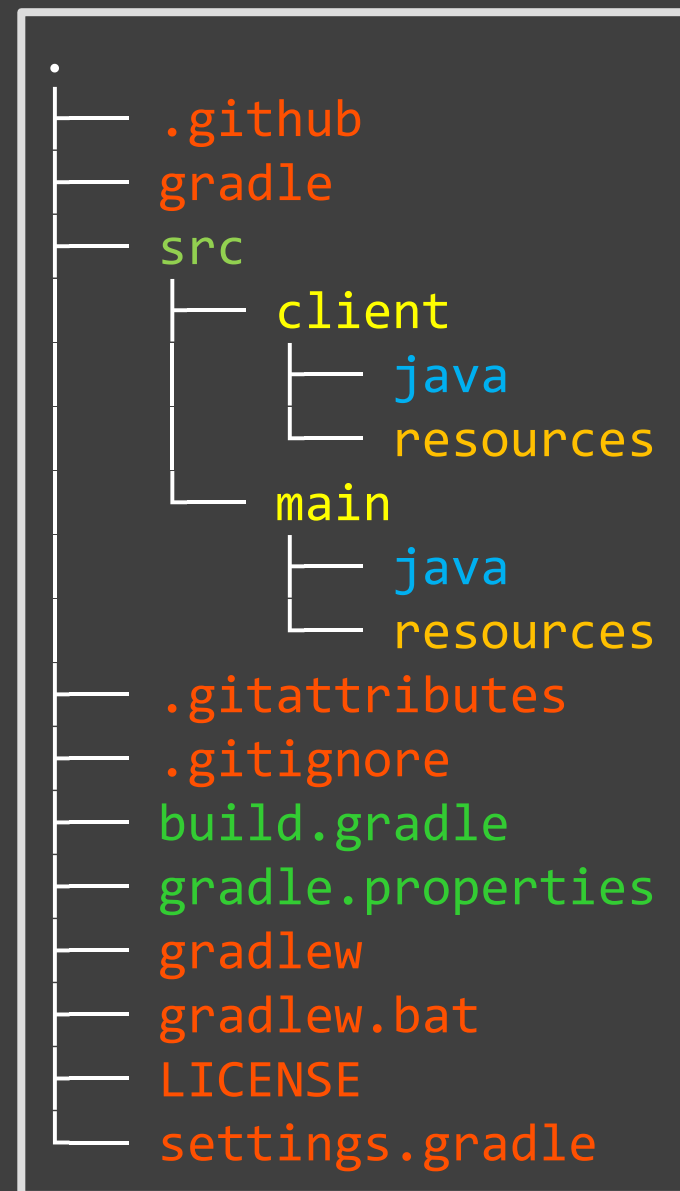 .
.github
gradle
src
client
java
resources
main
java
resources
.gitattributes
.gitignore
build.gradle
gradle.properties
gradlew
gradlew.bat
LICENSE
settings.gradle